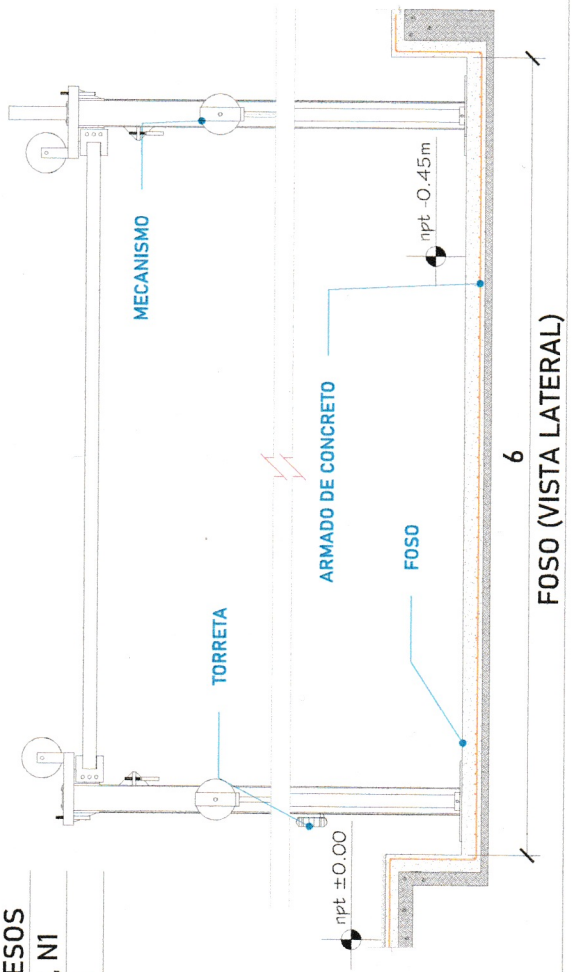 ESOS
N1
MECANISMO
TORRETA
npt -0.45m
ARMADO DE CONCRETO
FOSO
npt ±0.00
6
FOSO (VISTA LATERAL)